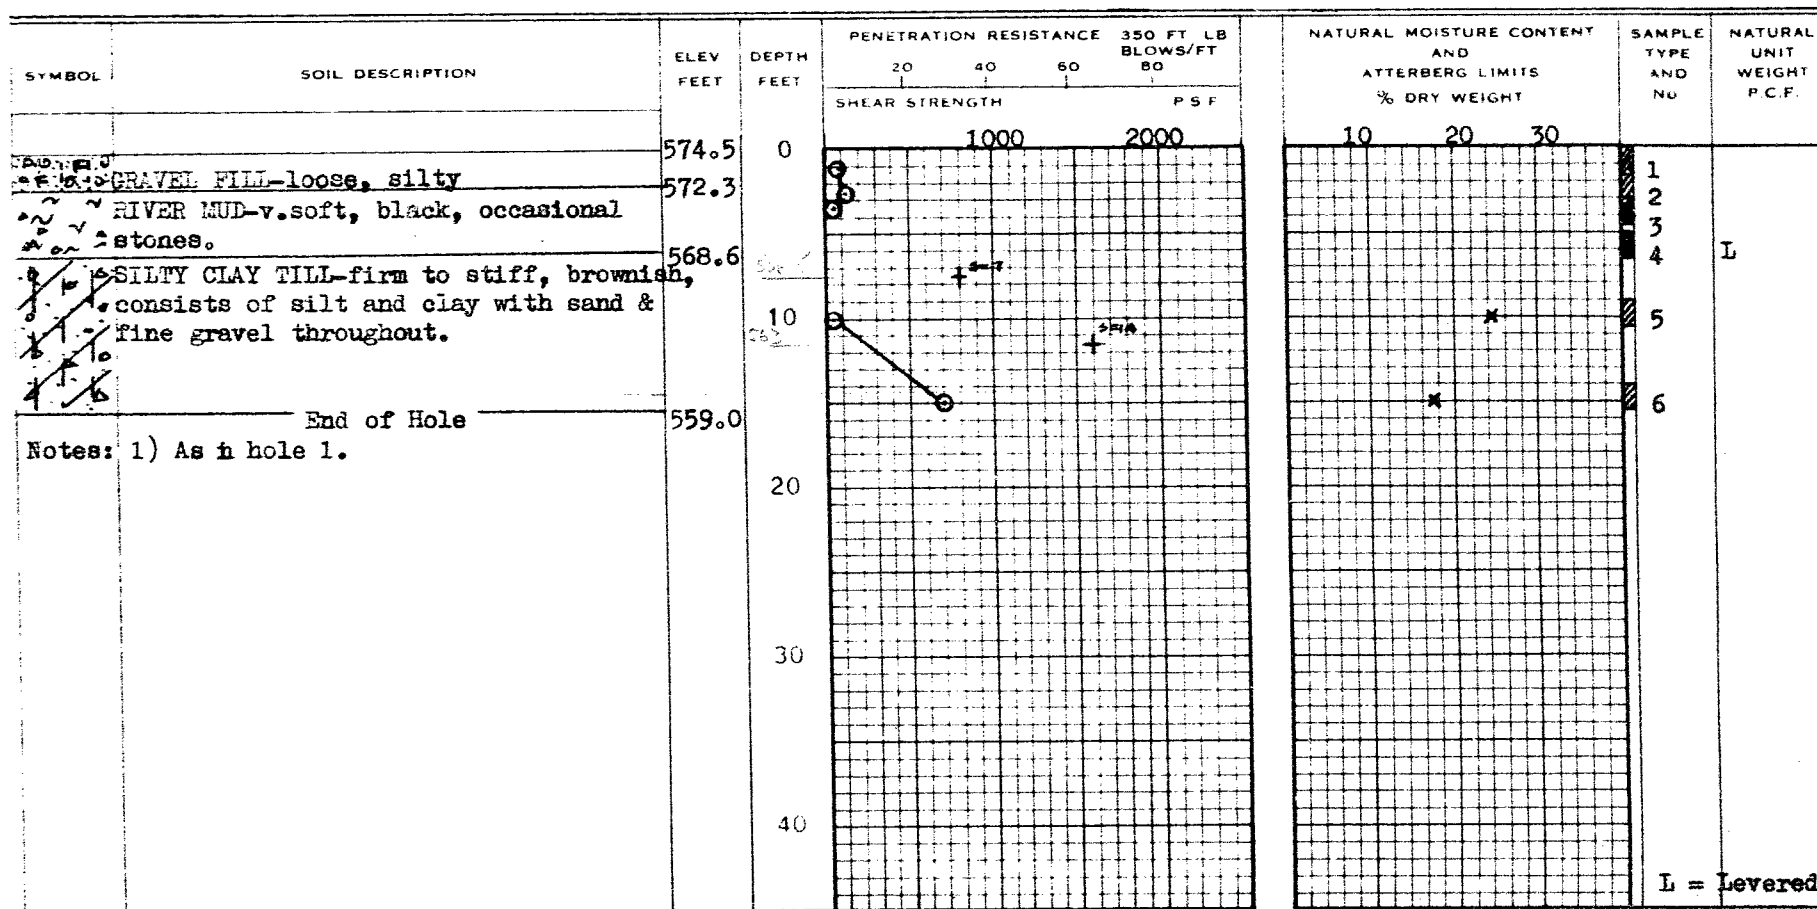 SYMBOL
SOIL DESCRIPTION
ELEV
FEET
DEPTH
FEET
PENETRATION RESISTANCE 350 FT LB
BLOWS/FT
20 40 60 80
SHEAR STRENGTH P S F
1000 2000
NATURAL MOISTURE CONTENT
AND
ATTERBERG LIMITS
% DRY WEIGHT
10 20 30
SAMPLE
TYPE
AND
No
NATURAL
UNIT
WEIGHT
P.C.F.
574.5 0
GRAVEL FILL-loose, silty
572.3
RIVER MUD-v.soft, black, occasional
stones.
568.6
SILTY CLAY TILL-firm to stiff, brownish,
consists of silt and clay with sand &
fine gravel throughout.
10
End of Hole
559.0
Notes: 1) As in hole 1.
20
30
40
1
2
3
4 L
5
6
L = Levered